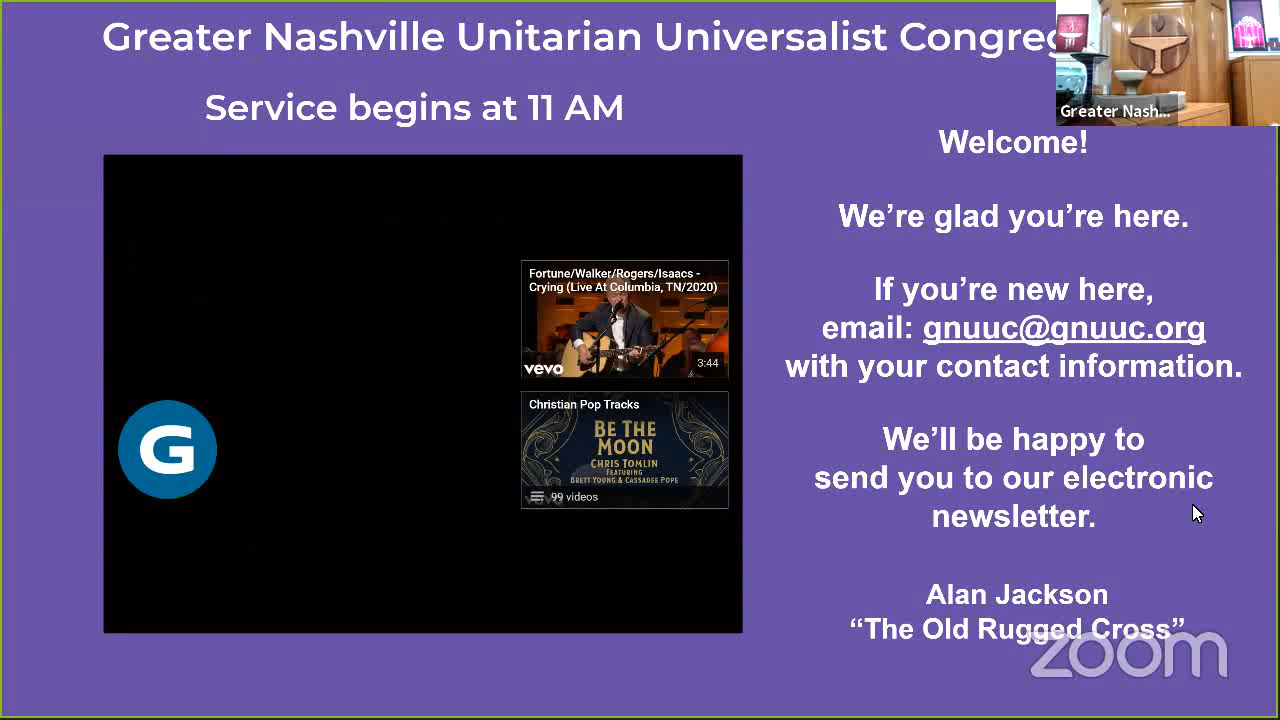 Greater Nashville Unitarian Universalist Congreg
Service begins at 11 AM
Greater Nash...
Welcome!
We're glad you're here.
If you're new here,
email: gnuuc@gnuuc.org
with your contact information.
We'll be happy to
send you to our electronic
newsletter.
Alan Jackson
“The Old Rugged Cross”
zoom
Fortune/Walker/Rogers/Isaacs -
Crying (Live At Columbia, TN/2020)
vevo
3:44
Christian Pop Tracks
BE THE
MOON
CHRIS TOMLIN
FEATURING
BRETT YOUNG & CASSADEE POPE
99 videos
G